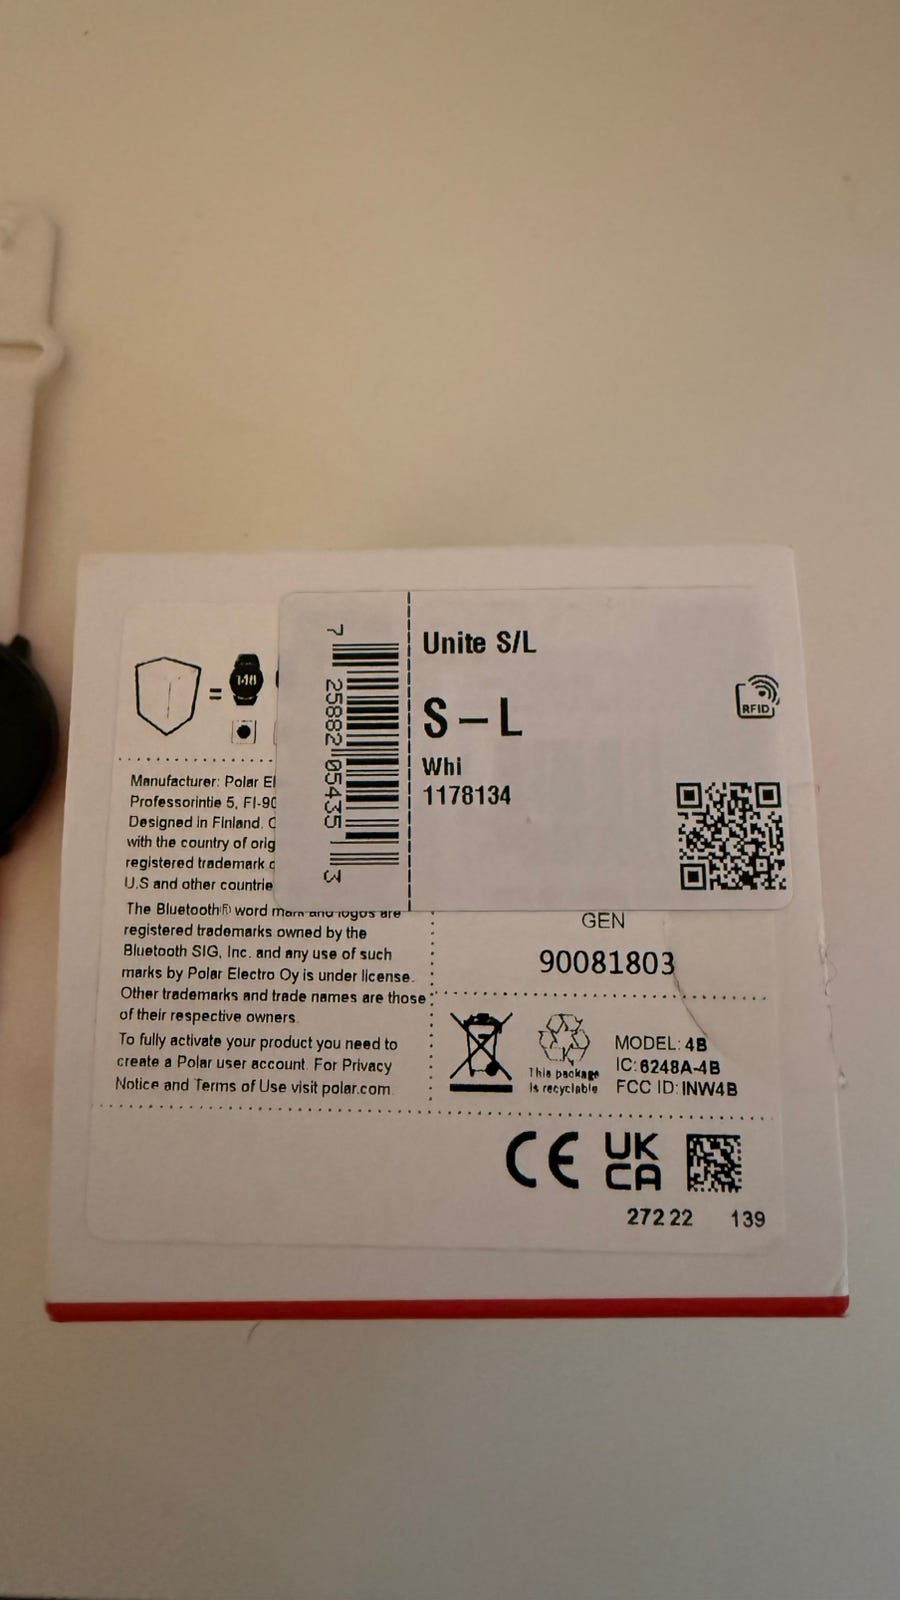 Unite S/L
S – L
Whi
1178134
RFID
7 25882 05435 3
=
Manufacturer: Polar El
Professorintie 5, FI-90
Designed in Finland. C
with the country of orig
registered trademark o
U.S and other countrie
The Bluetooth® word mark and logos are
registered trademarks owned by the
Bluetooth SIG, Inc. and any use of such
marks by Polar Electro Oy is under license.
Other trademarks and trade names are those
of their respective owners.
To fully activate your product you need to
create a Polar user account. For Privacy
Notice and Terms of Use visit polar.com.
GEN
90081803
This package
is recyclable
MODEL: 4B
IC: 6248A-4B
FCC ID: INW4B
CE UK
CA
272 22 139